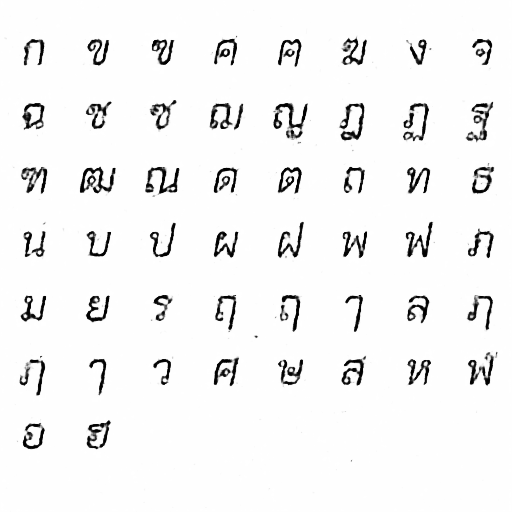 ก ข ฃ ค ฅ ฆ ง จ
ฉ ช ซ ฌ ญ ฎ ฏ ฐ
ฑ ฒ ณ ด ต ถ ท ธ
น บ ป ผ ฝ พ ฟ ภ
ม ย ร ฤ ฤ ๅ ล ฦ
ฦ ๅ ว ศ ษ ส ห ฬ
อ ฮ